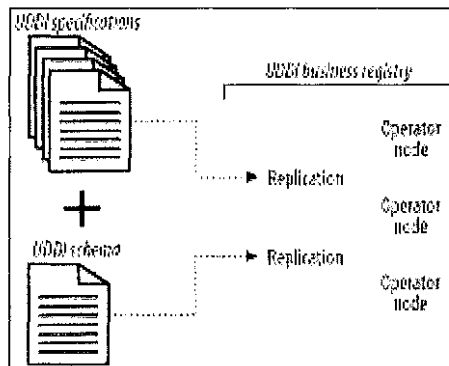 UDDI specifications
UDDI business registry
Operator
node
Replication
Operator
node
UDDI schema
Replication
Operator
node